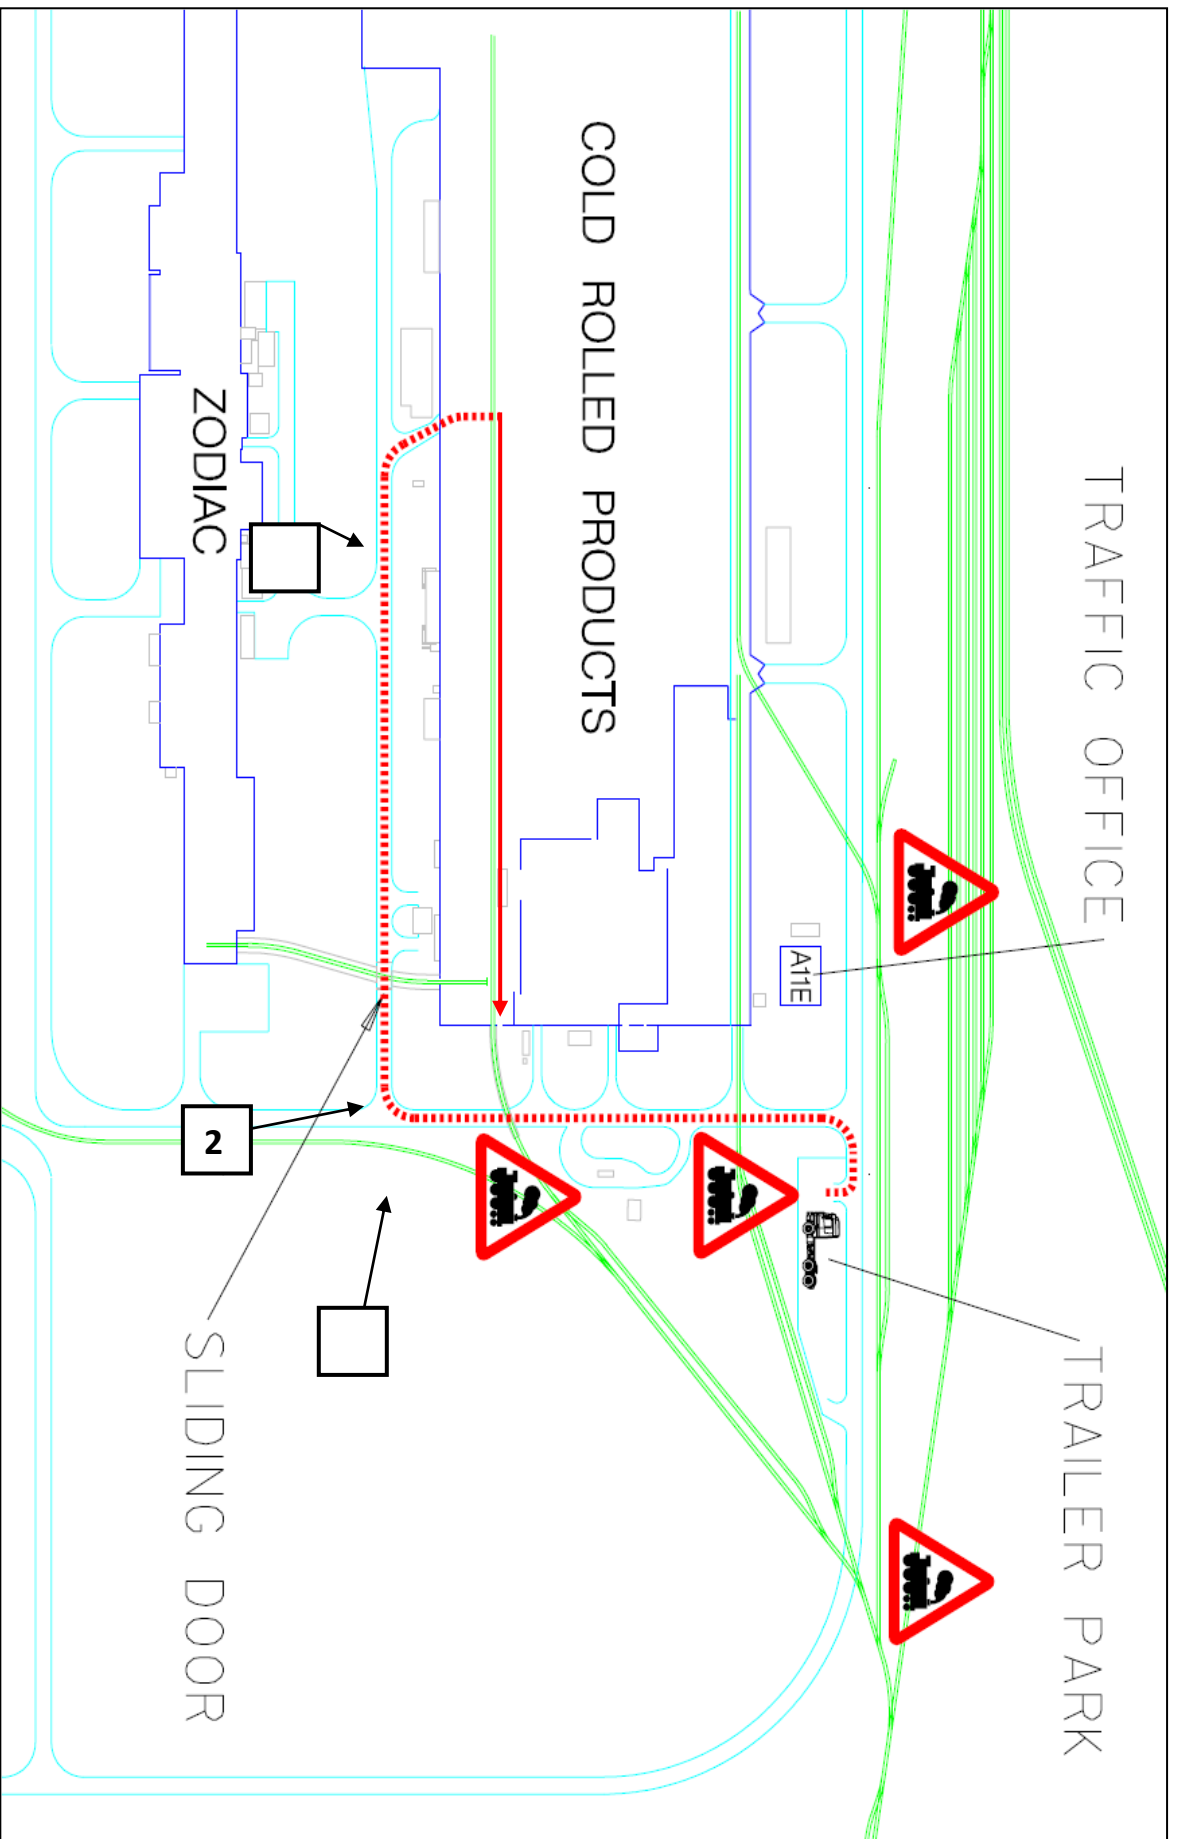 TRAFFIC OFFICE
TRAILER PARK
A11E
COLD ROLLED PRODUCTS
ZODIAC
2
SLIDING DOOR